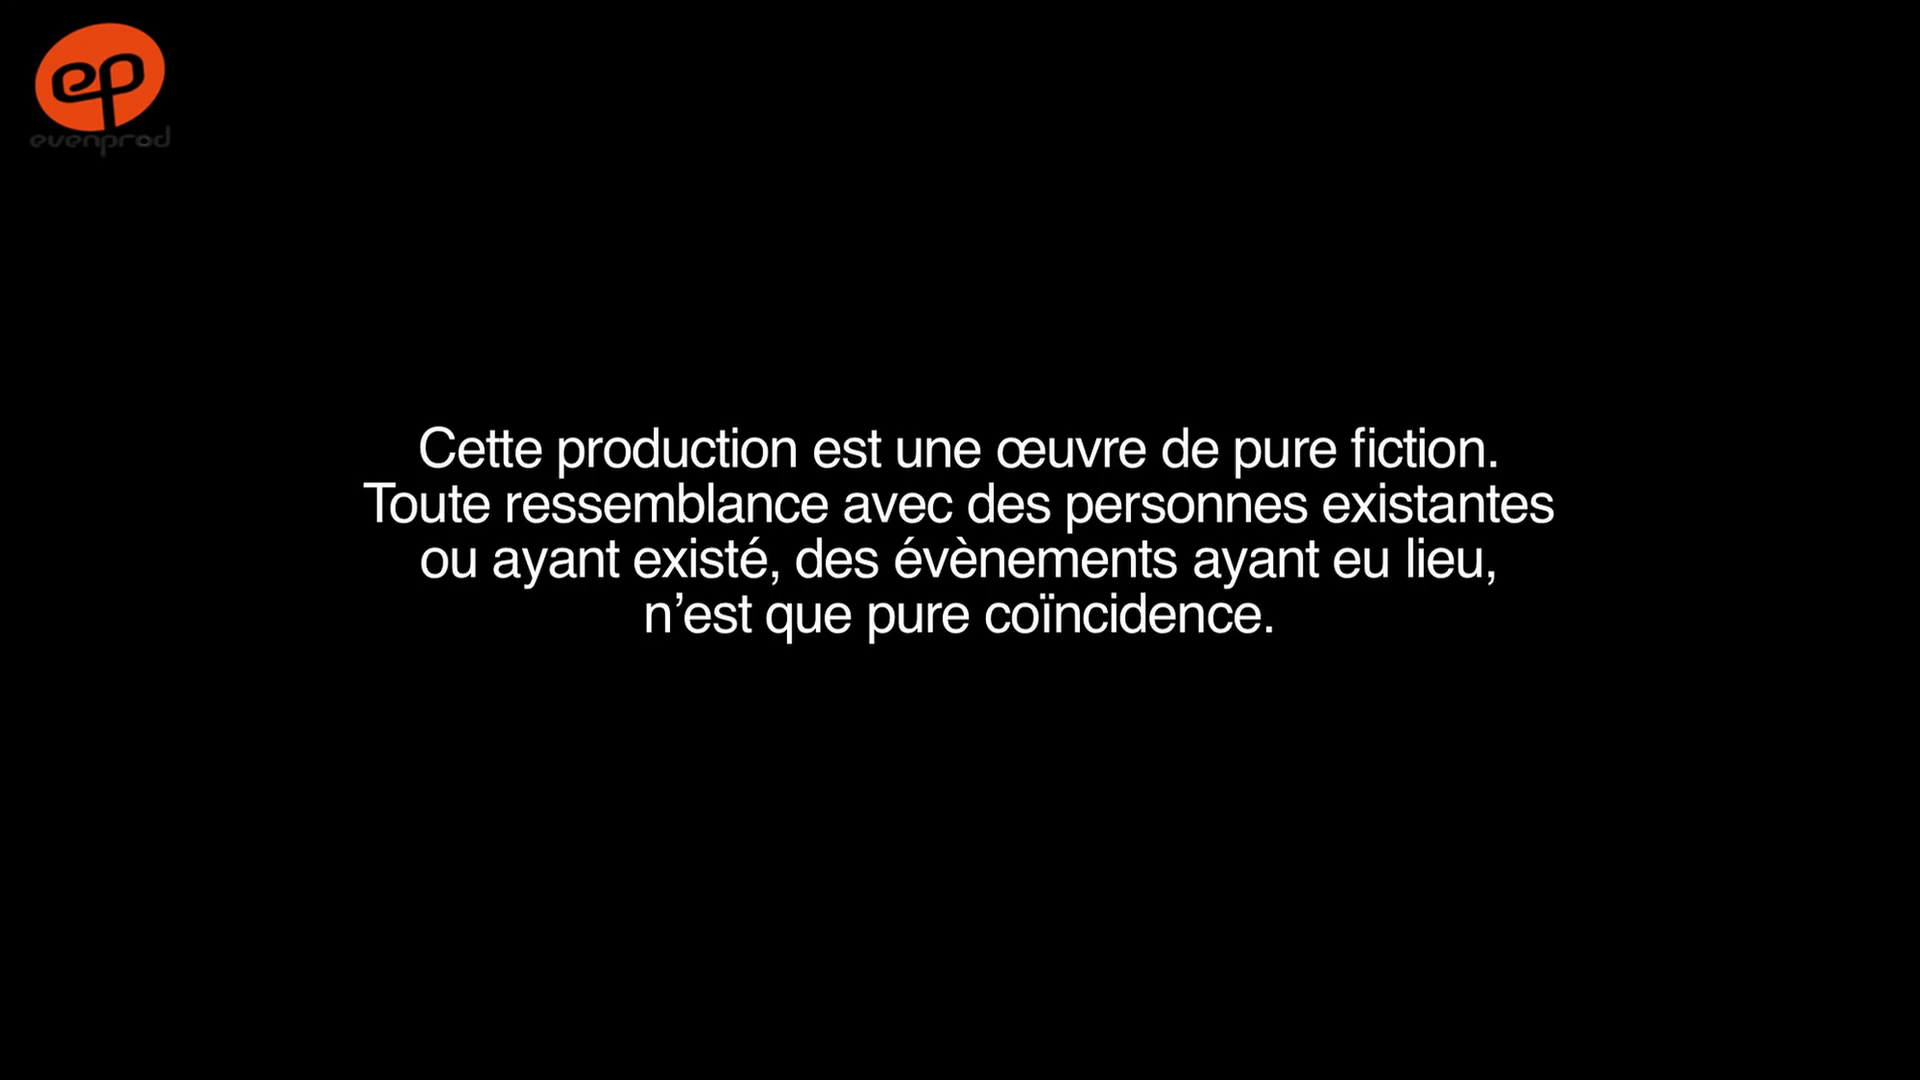 ep
evenprod
Cette production est une œuvre de pure fiction.
Toute ressemblance avec des personnes existantes
ou ayant existé, des évènements ayant eu lieu,
n’est que pure coïncidence.